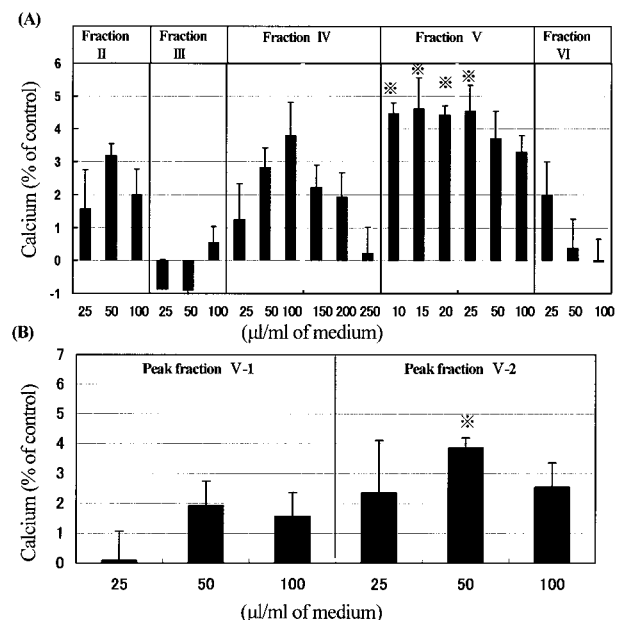 (A)
Fraction II
Fraction III
Fraction IV
Fraction V
Fraction VI
Calcium (% of control)
6
5
4
3
2
1
0
-1
※ ※ ※ ※
25 50 100 25 50 100 25 50 100 150 200 250 10 15 20 25 50 100 25 50 100
(μl/ml of medium)
(B)
Peak fraction V-1
Peak fraction V-2
Calcium (% of control)
7
6
5
4
3
2
1
0
※
25 50 100 25 50 100
(μl/ml of medium)